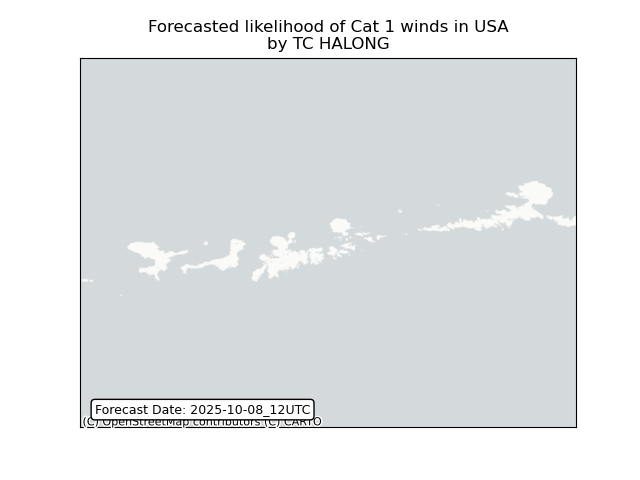 Forecasted likelihood of Cat 1 winds in USA
by TC HALONG
Forecast Date: 2025-10-08_12UTC
(C) OpenStreetMap contributors (C) CARTO